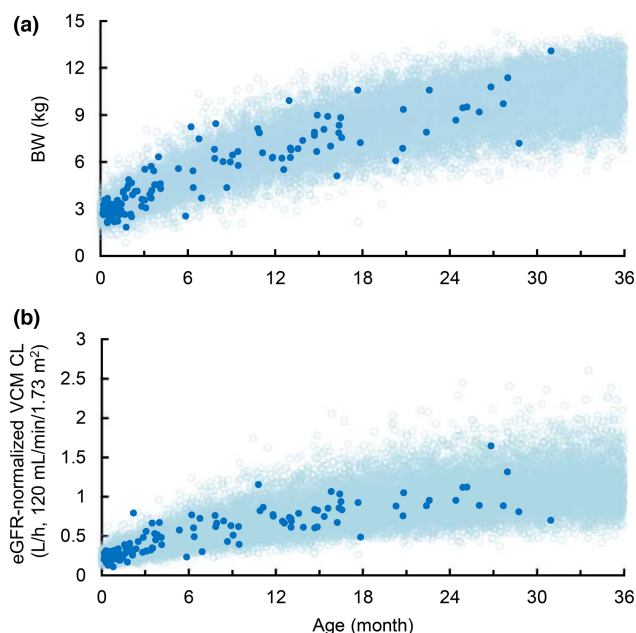 (a)
15
12
9
6
3
0
BW (kg)
0 6 12 18 24 30 36
(b)
3
2.5
2
1.5
1
0.5
0
eGFR-normalized VCM CL
(L/h, 120 mL/min/1.73 m²)
0 6 12 18 24 30 36
Age (month)